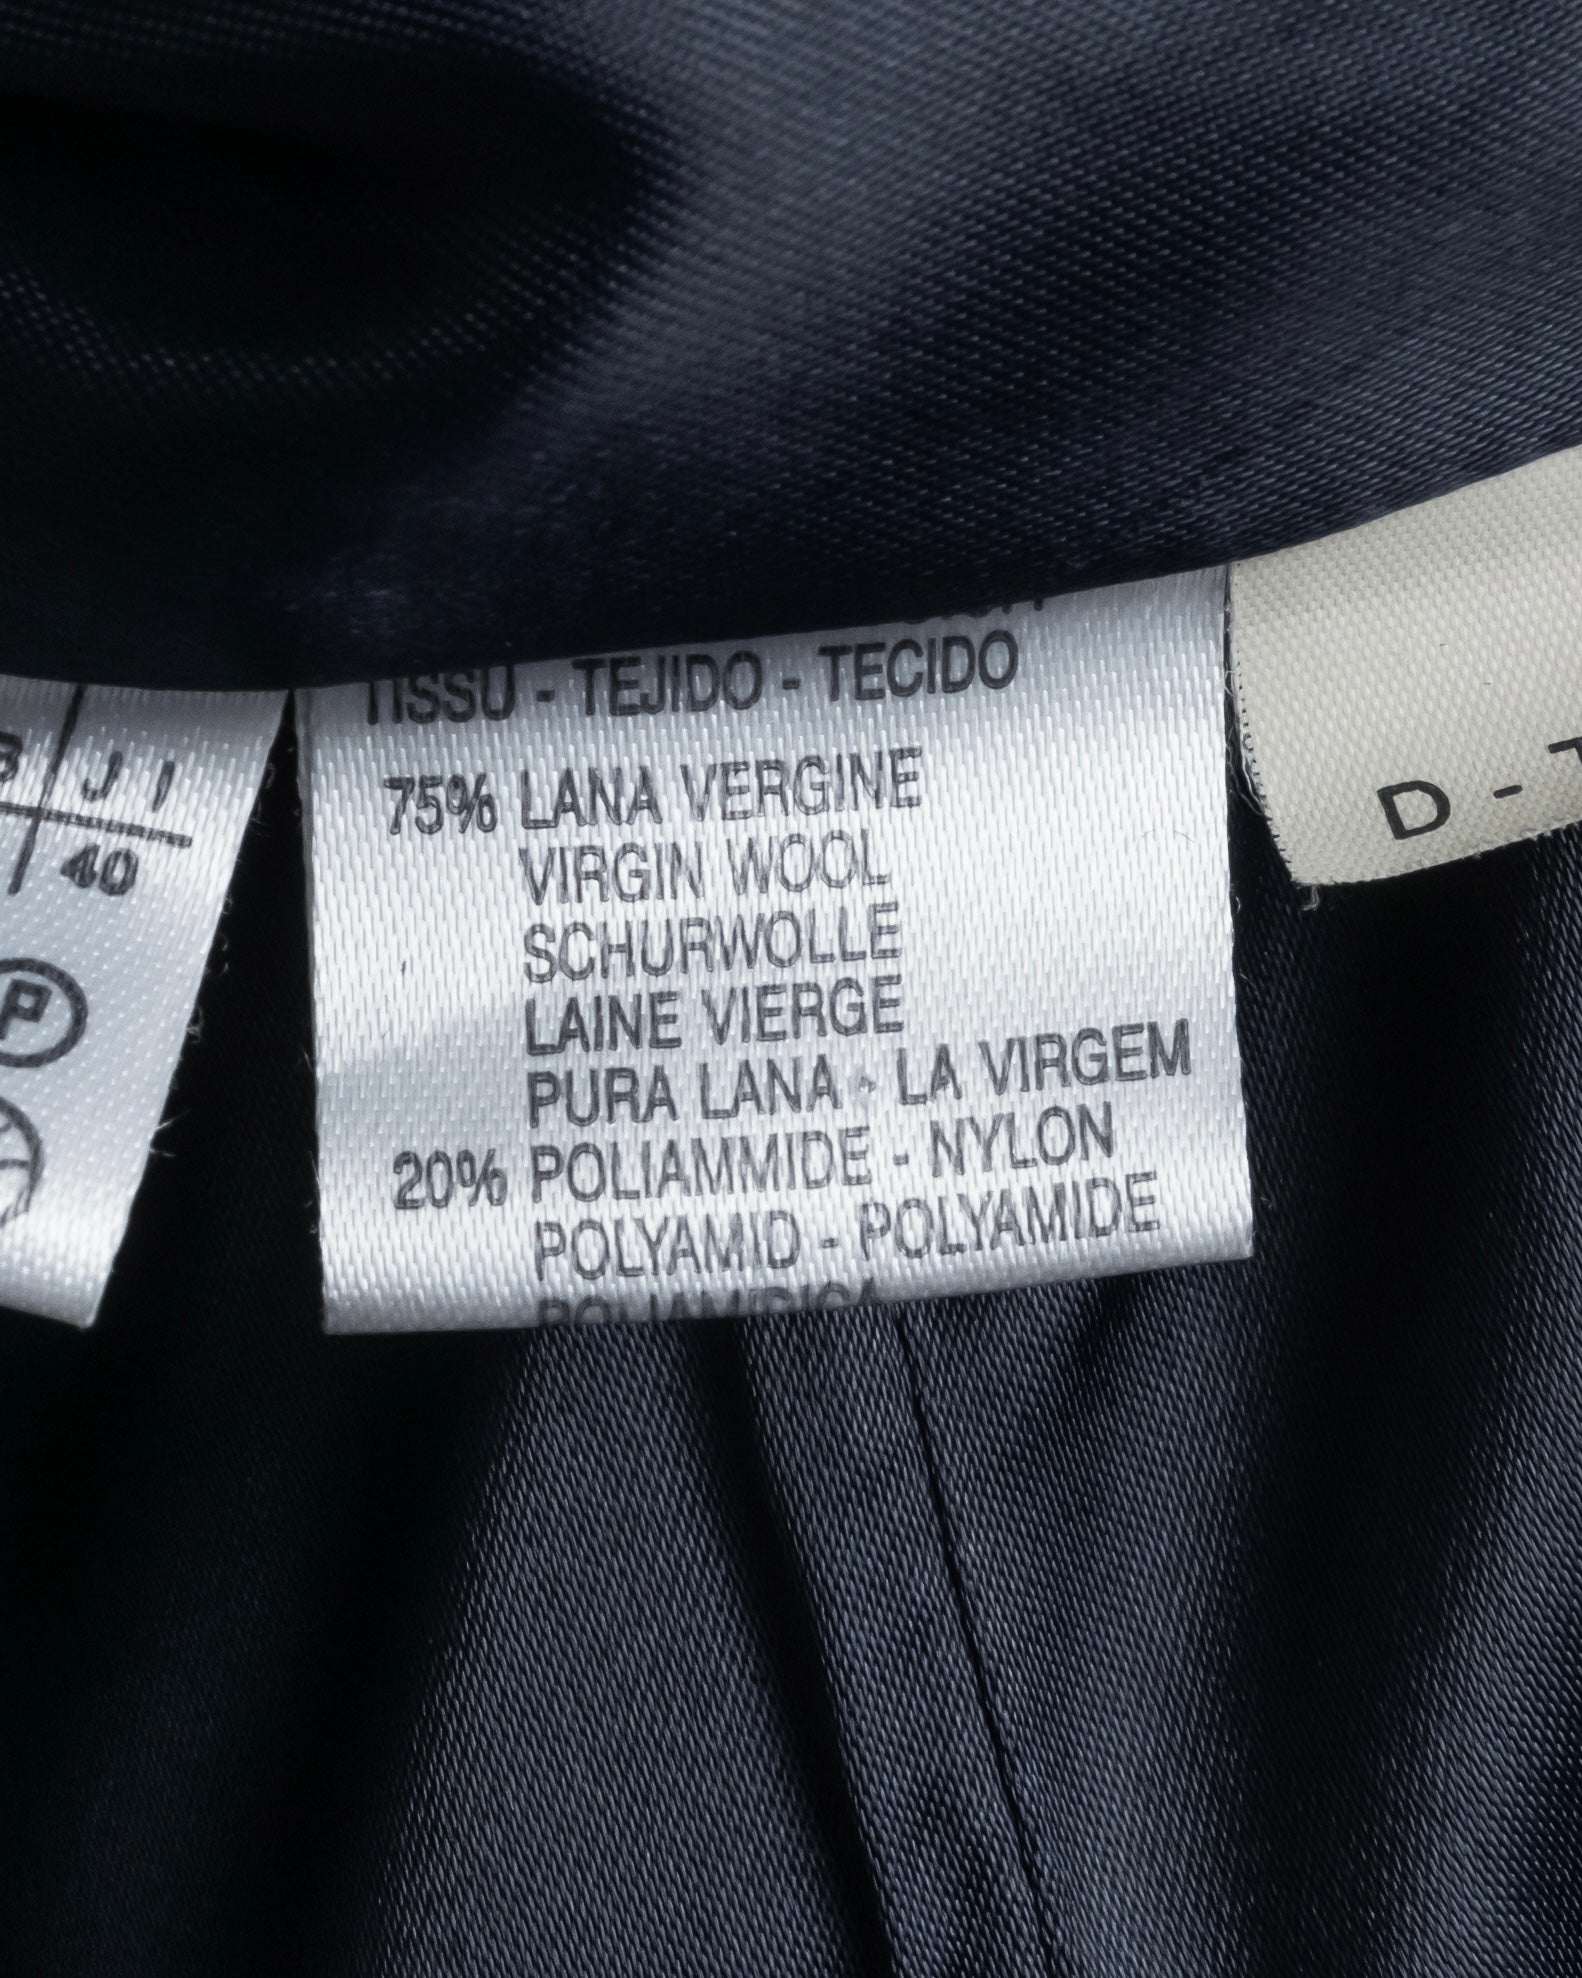 J I
40
P
TISSU - TEJIDO - TECIDO
75% LANA VERGINE
VIRGIN WOOL
SCHURWOLLE
LAINE VIERGE
PURA LANA - LA VIRGEM
20% POLIAMMIDE - NYLON
POLYAMID - POLYAMIDE
D -